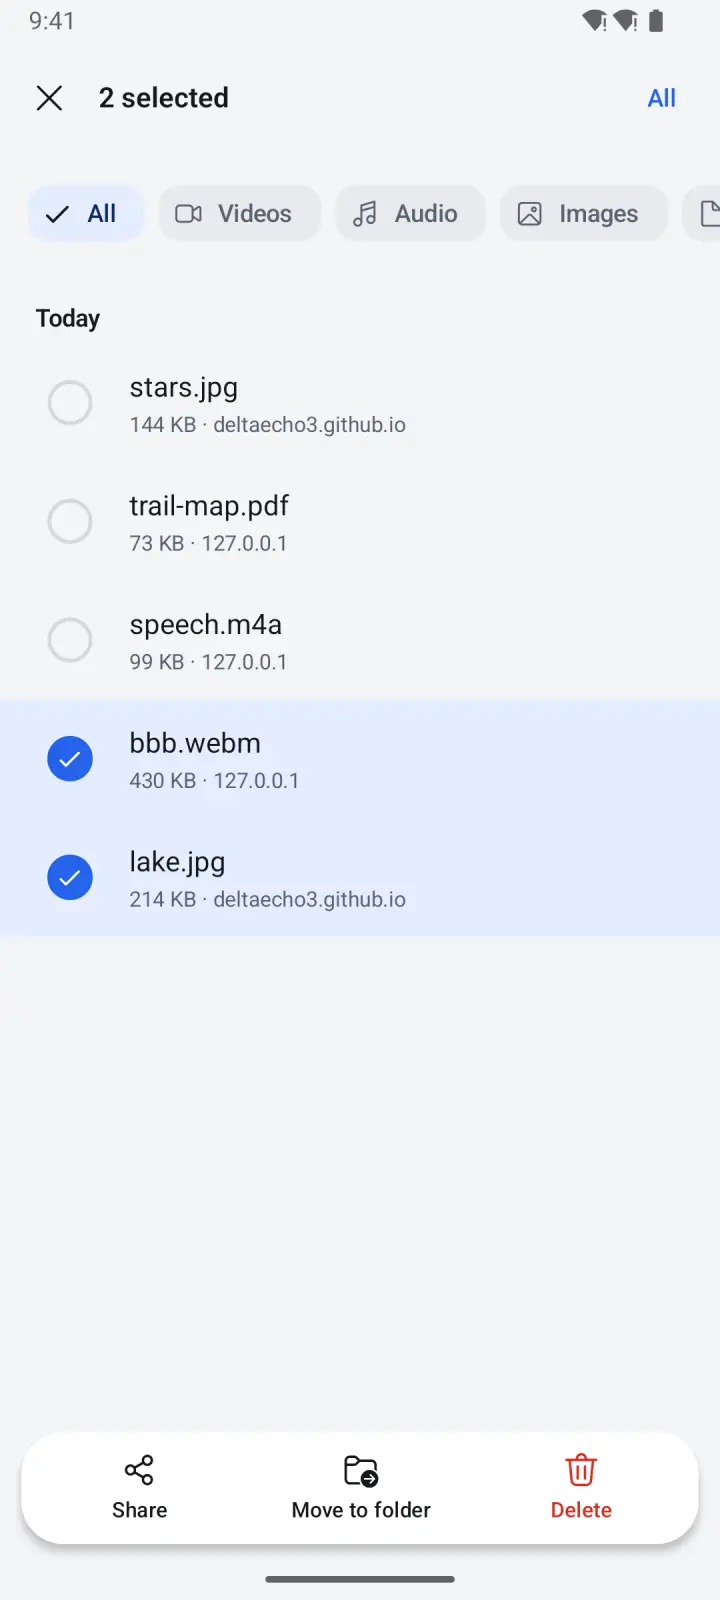 9:41
2 selected
All
All
Videos
Audio
Images
Today
stars.jpg
144 KB · deltaecho3.github.io
trail-map.pdf
73 KB · 127.0.0.1
speech.m4a
99 KB · 127.0.0.1
bbb.webm
430 KB · 127.0.0.1
lake.jpg
214 KB · deltaecho3.github.io
Share
Move to folder
Delete